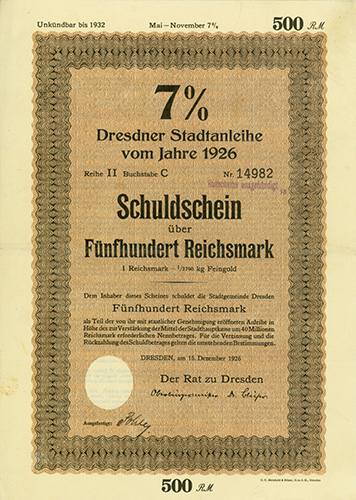 Unkündbar bis 1932 Mai — November 7% 500 RM
7%
Dresdner Stadtanleihe
vom Jahre 1926
Reihe II Buchstabe C Nr. 14982
Schuldschein
über
Fünfhundert Reichsmark
1 Reichsmark = 1/2790 kg Feingold
Dem Inhaber dieses Scheines schuldet die Stadtgemeinde Dresden
Fünfhundert Reichsmark
als Teil der von ihr mit staatlicher Genehmigung eröffneten Anleihe in
Höhe des zur Verstärkung der Mittel der Stadthauptkasse um 40 Millionen
Reichsmark erforderlichen Nennbetrages. Für die Verzinsung und die
Rückzahlung des Schuldbetrages gelten die umstehenden Bestimmungen.
DRESDEN, am 15. Dezember 1926
Der Rat zu Dresden
Oberbürgermeister Dr. Blüher
Ausgefertigt:
500 RM